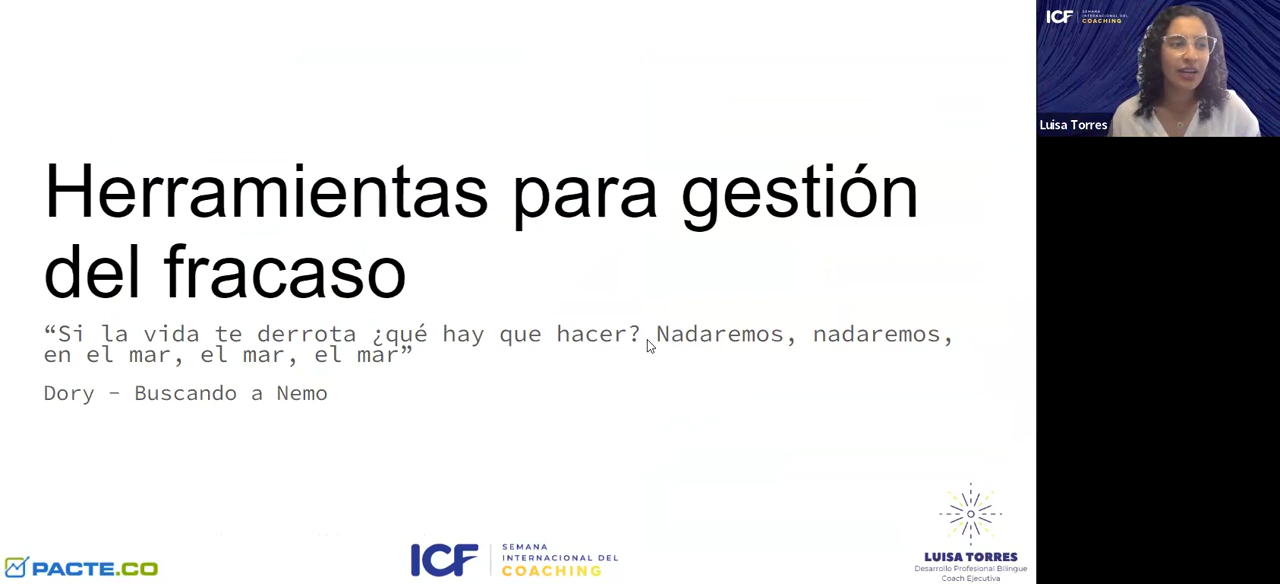 ICF
SEMANA
INTERNACIONAL DEL
COACHING
Luisa Torres
Herramientas para gestión
del fracaso
“Si la vida te derrota ¿qué hay que hacer? Nadaremos, nadaremos,
en el mar, el mar, el mar”
Dory – Buscando a Nemo
PACTE.CO
ICF
SEMANA
INTERNACIONAL DEL
COACHING
LUISA TORRES
Desarrollo Profesional Bilingue
Coach Ejecutiva